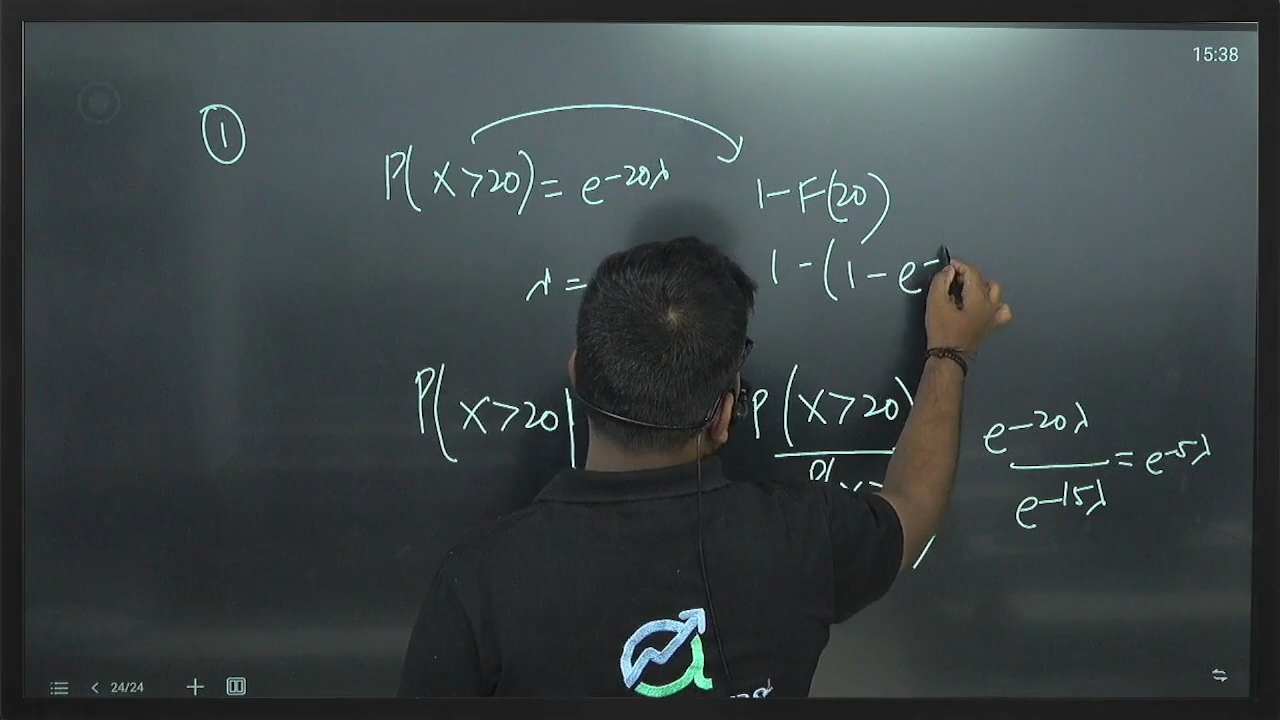 15:38
①
P(X>20) = e^-20λ
1-F(20)
λ =
1-(1-e^-
P(X>20|
P(X>20)
P(X>
e^-20λ
e^-15λ
= e^-5λ
24/24